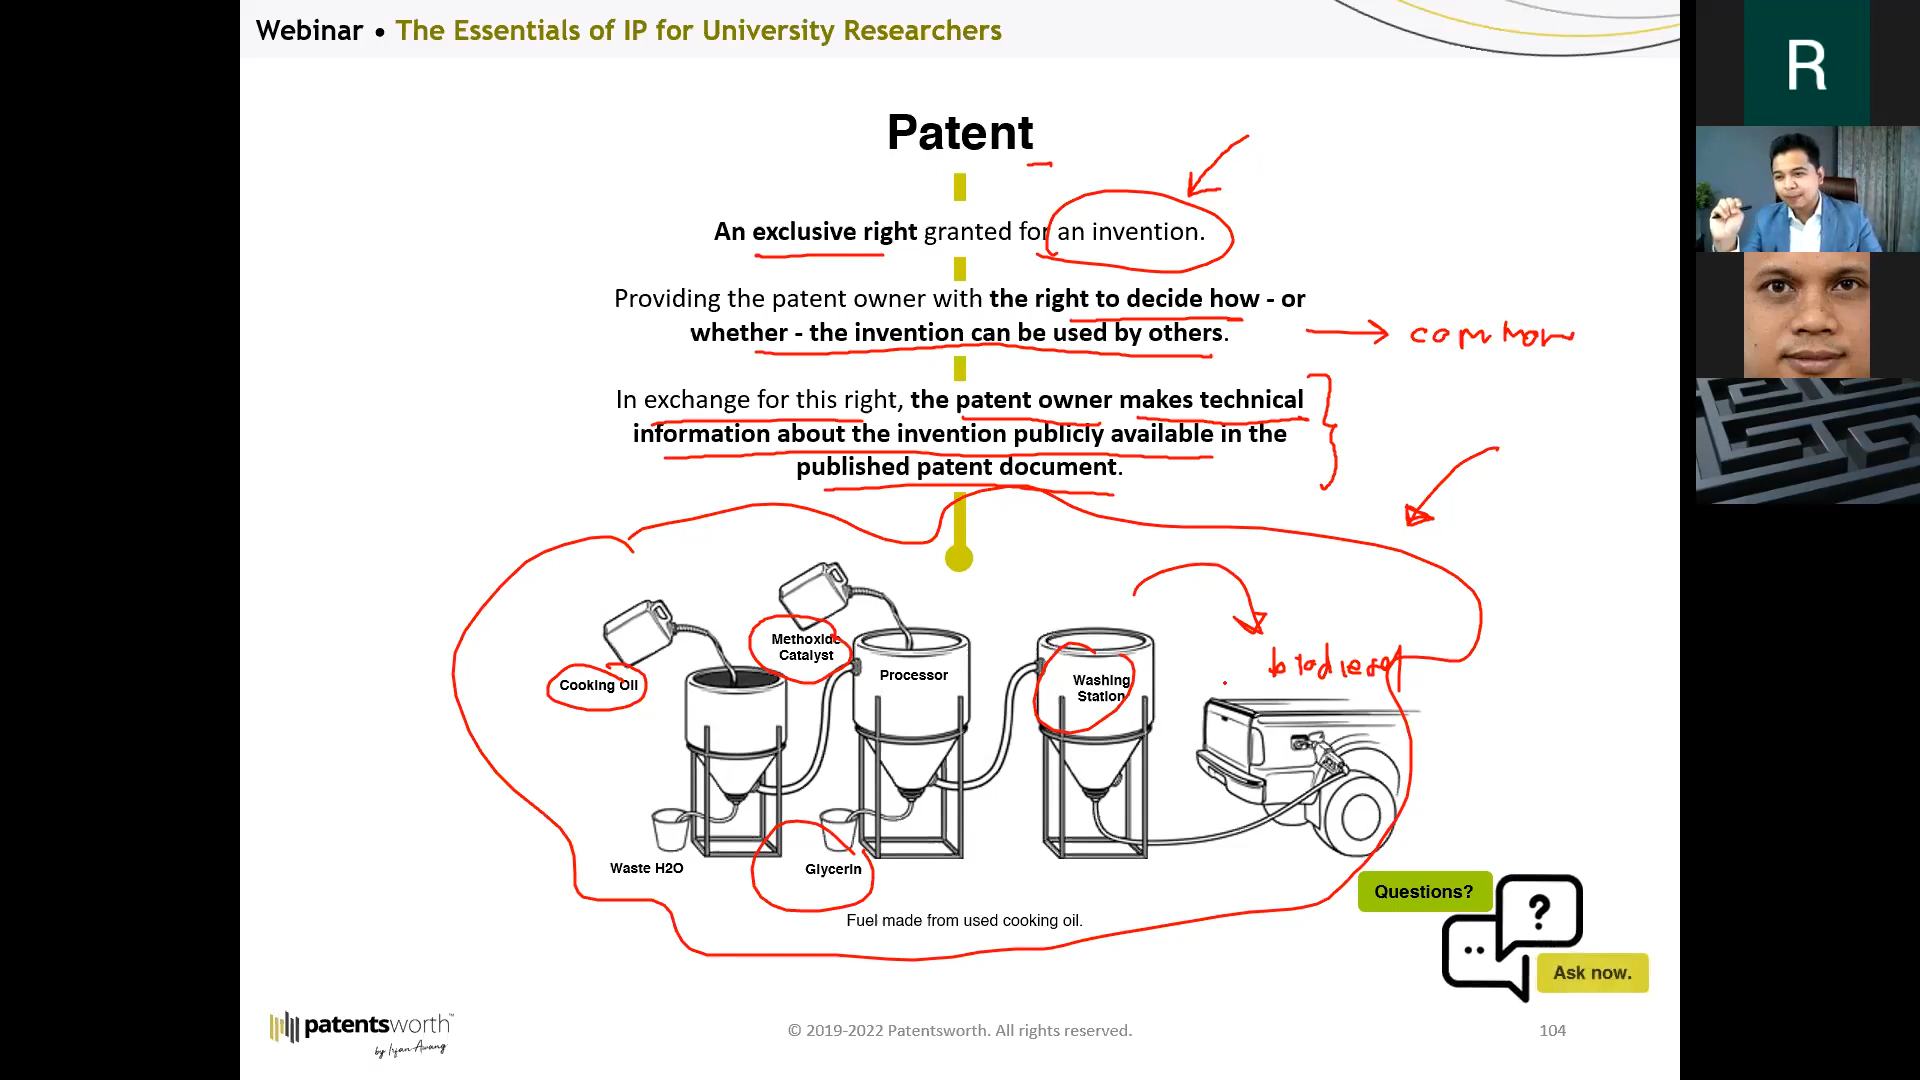 Webinar • The Essentials of IP for University Researchers
R
Patent
An exclusive right granted for an invention.
Providing the patent owner with the right to decide how - or
whether - the invention can be used by others.
common
In exchange for this right, the patent owner makes technical
information about the invention publicly available in the
published patent document.
Methoxide
Catalyst
Cooking Oil
Processor
Washing
Station
biodiesel
Waste H2O
Glycerin
Fuel made from used cooking oil.
Questions?
?
Ask now.
patentsworth™
by Irfan Awang
© 2019-2022 Patentsworth. All rights reserved.
104